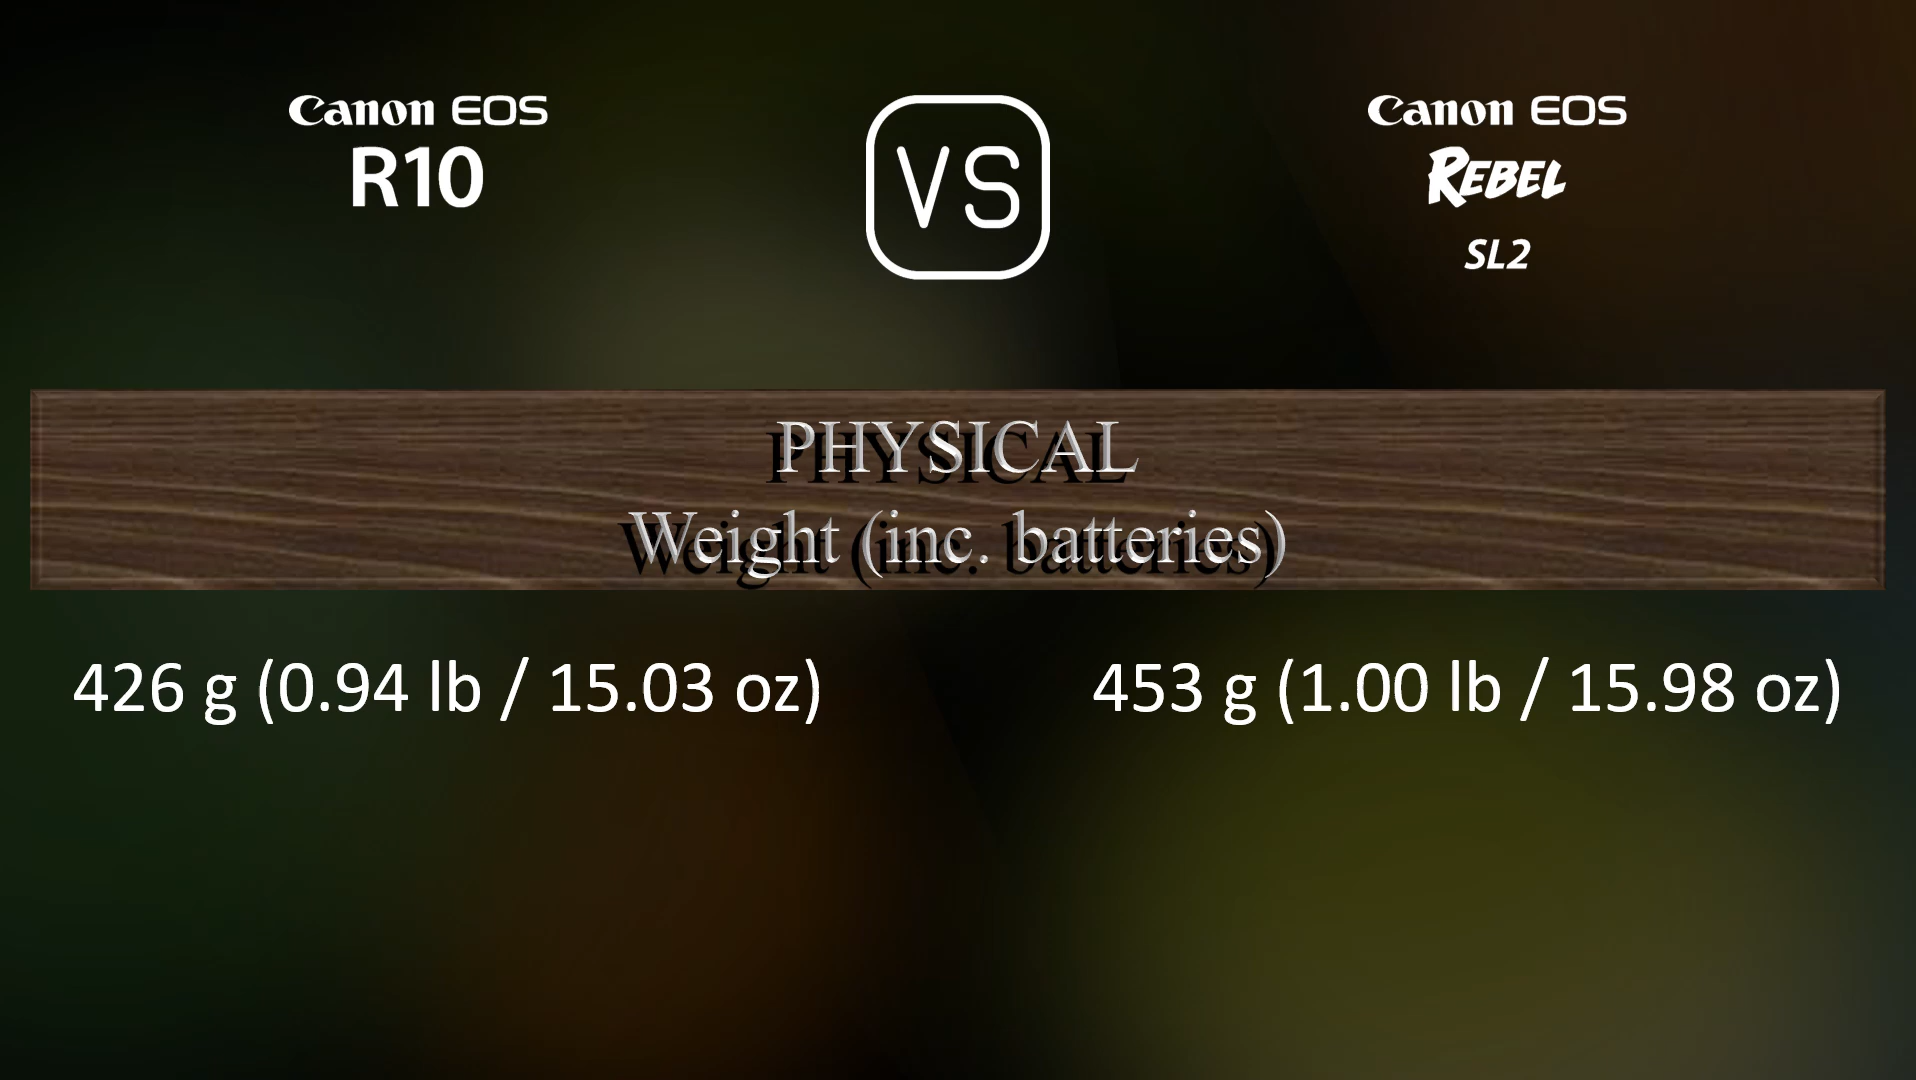 Canon EOS
R10
VS
Canon EOS
REBEL
SL2
PHYSICAL
Weight (inc. batteries)
426 g (0.94 lb / 15.03 oz)
453 g (1.00 lb / 15.98 oz)